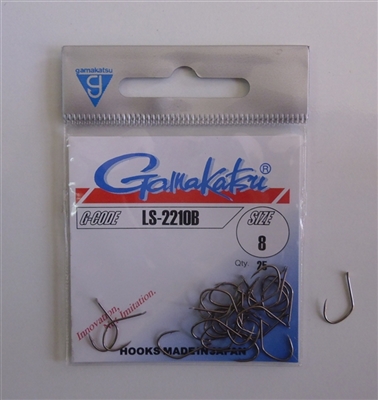 gamakatsu
g
Gamakatsu®
G-CODE LS-2210B SIZE
8
Qty. 25
Innovation,
Not Imitation.
HOOKS MADE IN JAPAN